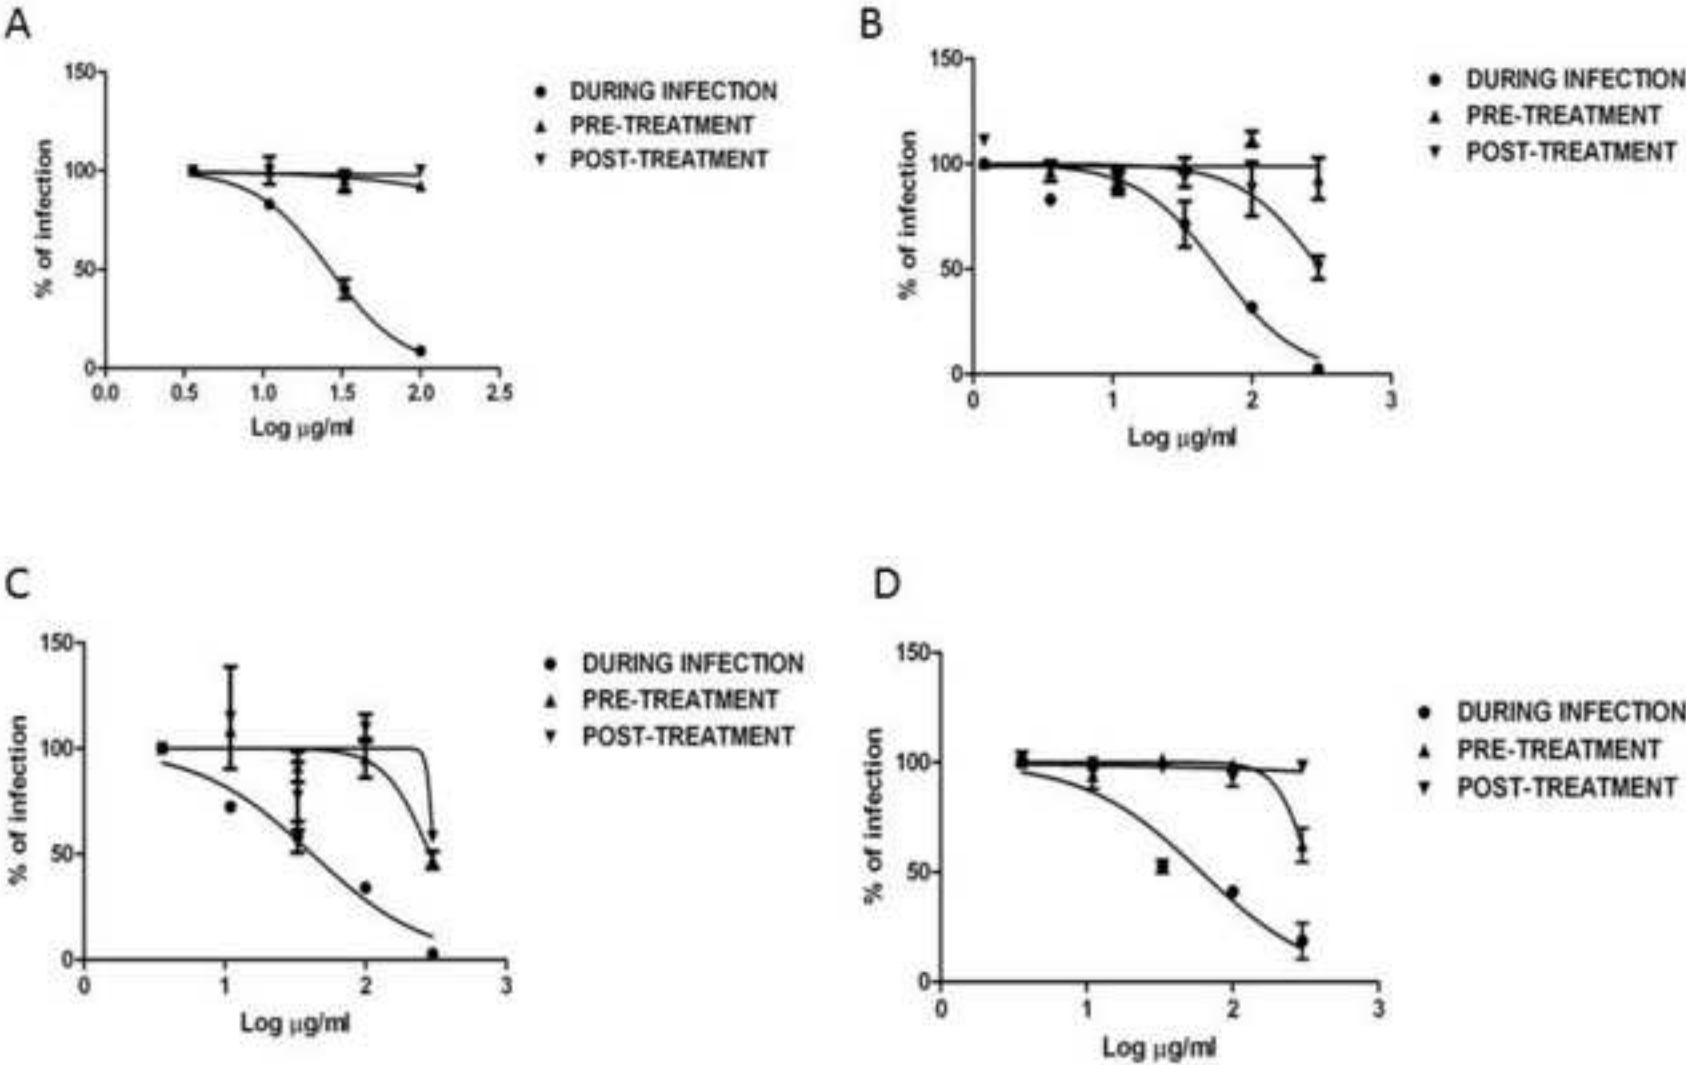 A
150
100
50
0
% of infection
0.0 0.5 1.0 1.5 2.0 2.5
Log µg/ml
DURING INFECTION
PRE-TREATMENT
POST-TREATMENT
B
150
100
50
0
% of infection
0 1 2 3
Log µg/ml
DURING INFECTION
PRE-TREATMENT
POST-TREATMENT
C
150
100
50
0
% of infection
0 1 2 3
Log µg/ml
DURING INFECTION
PRE-TREATMENT
POST-TREATMENT
D
150
100
50
0
% of infection
0 1 2 3
Log µg/ml
DURING INFECTION
PRE-TREATMENT
POST-TREATMENT